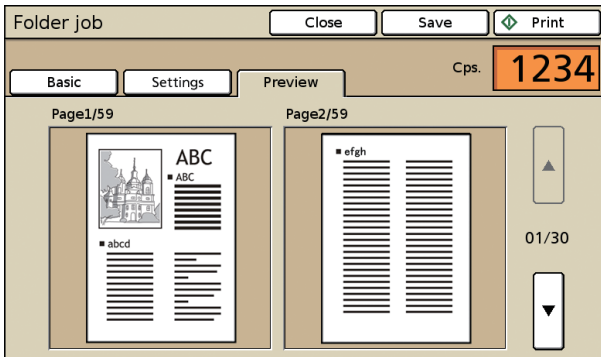 Folder job
Close
Save
Print
Cps.
1234
Basic
Settings
Preview
Page1/59
Page2/59
ABC
■ ABC
■ abcd
■ efgh
01/30